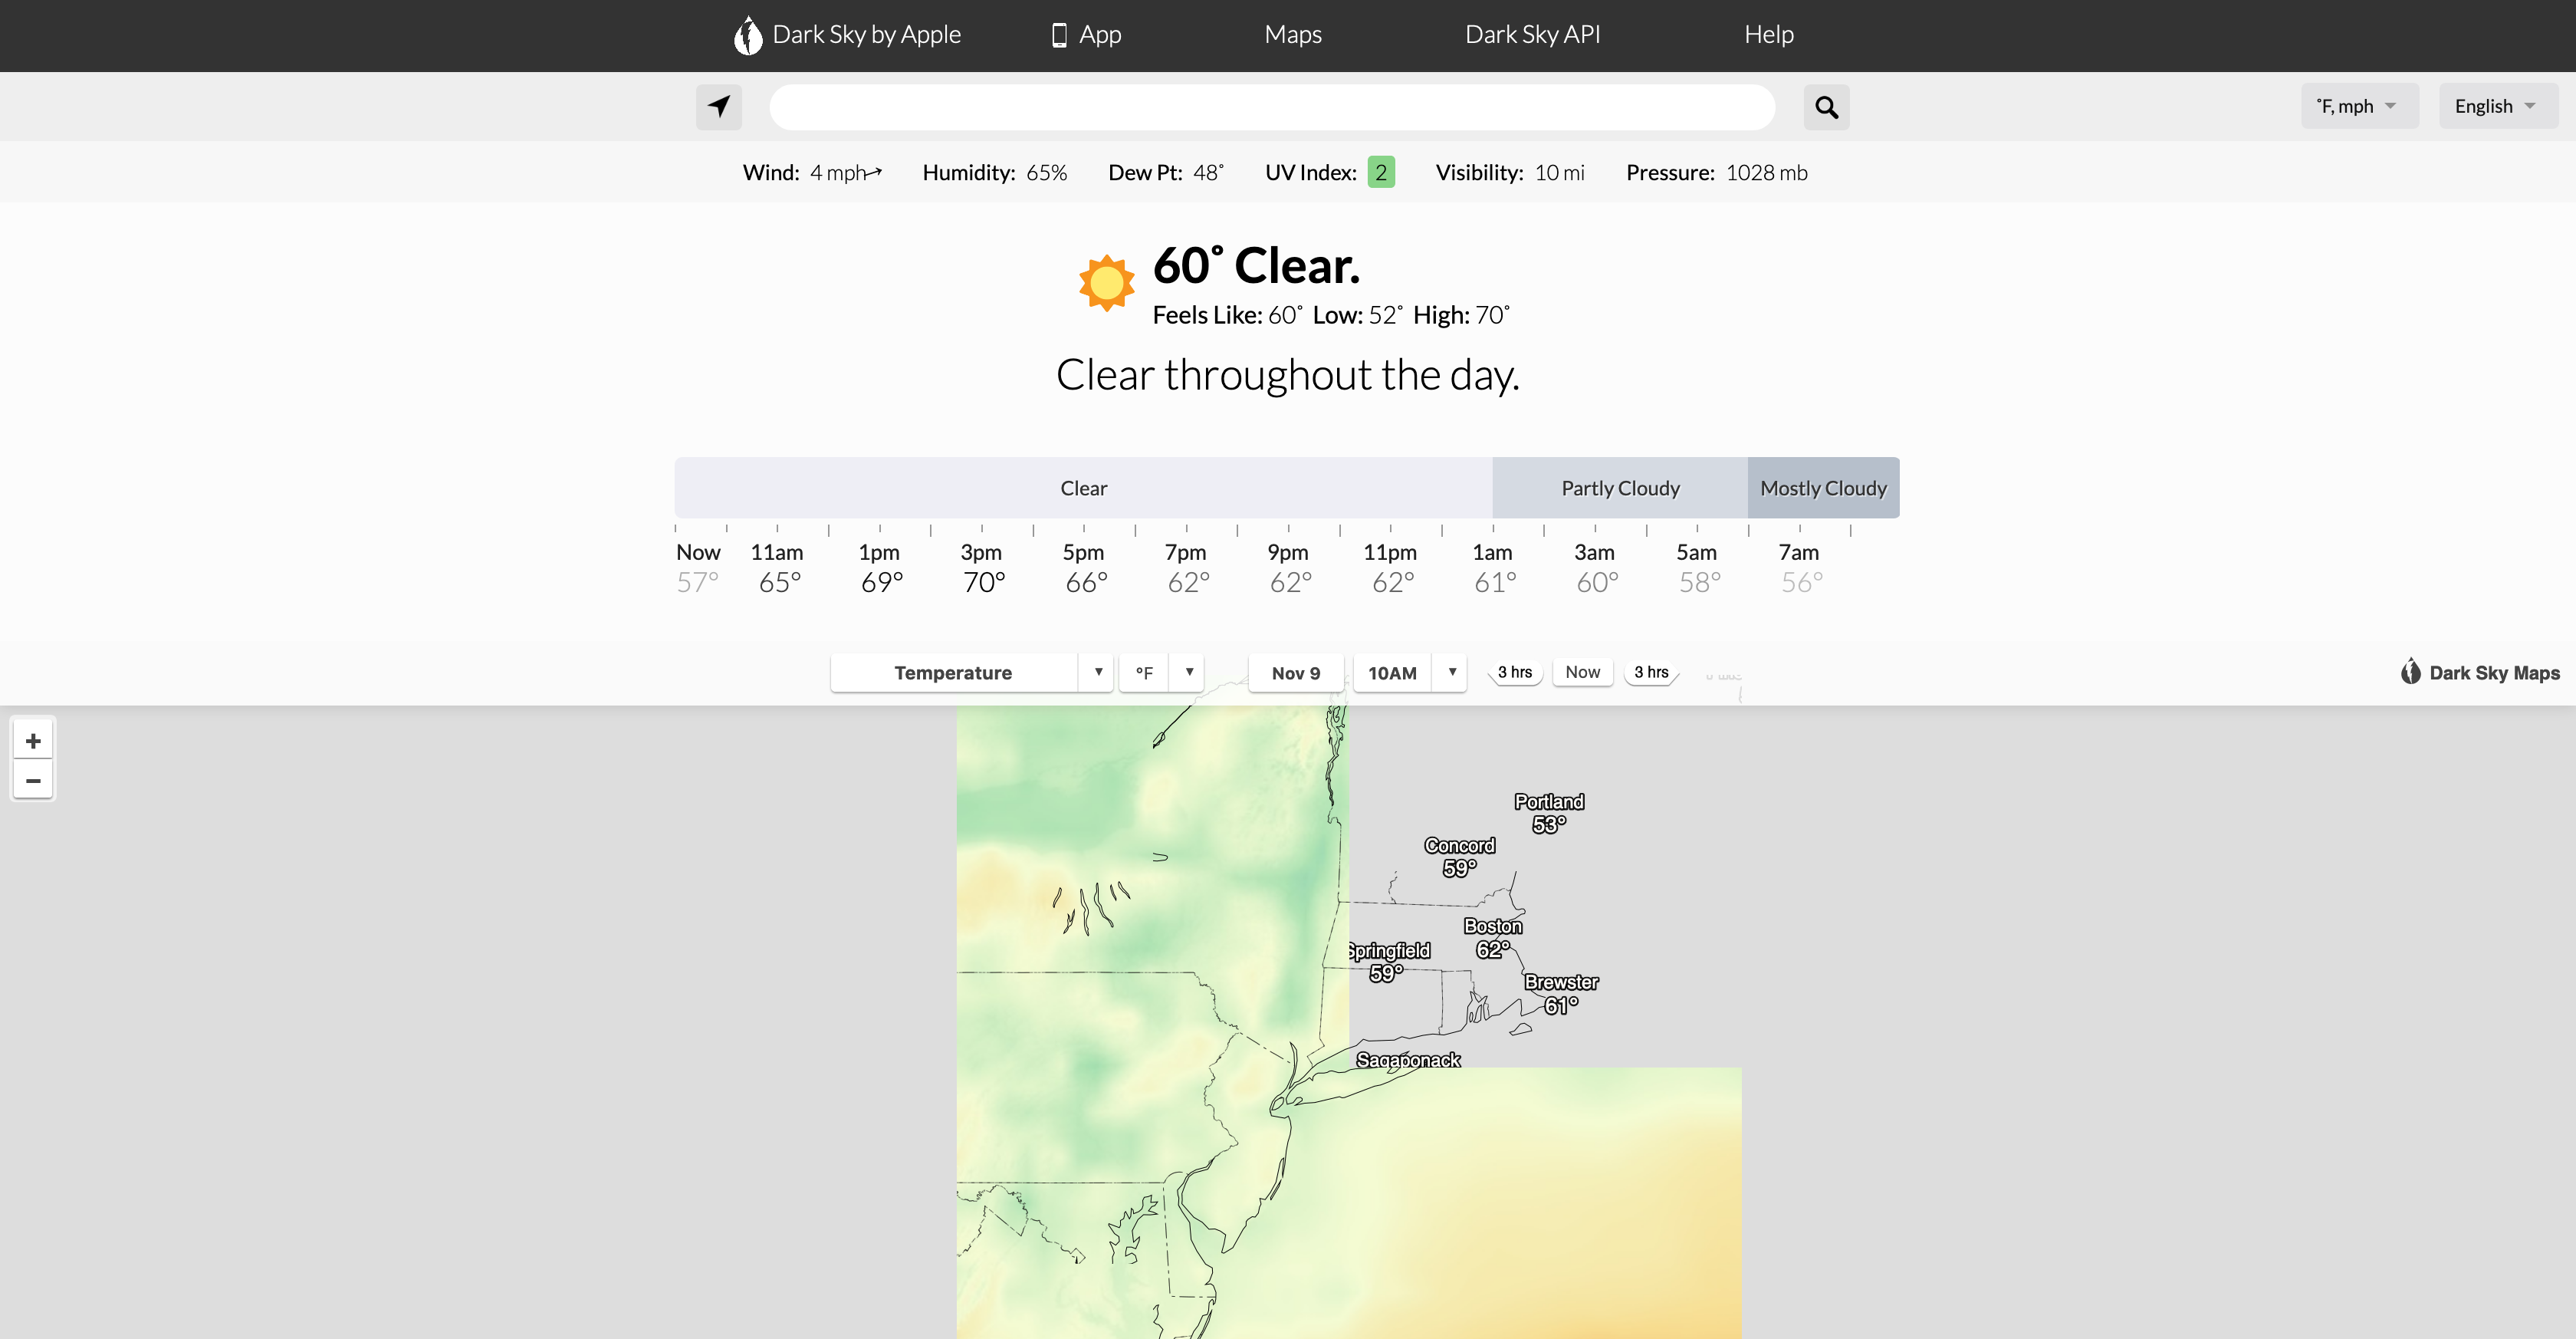 Dark Sky by Apple App Maps Dark Sky API Help
˚F, mph English
Wind: 4 mph Humidity: 65% Dew Pt: 48˚ UV Index: 2 Visibility: 10 mi Pressure: 1028 mb
60˚ Clear.
Feels Like: 60˚ Low: 52˚ High: 70˚
Clear throughout the day.
Clear Partly Cloudy Mostly Cloudy
Now 11am 1pm 3pm 5pm 7pm 9pm 11pm 1am 3am 5am 7am
57° 65° 69° 70° 66° 62° 62° 62° 61° 60° 58° 56°
Temperature ▼ °F ▼ Nov 9 10AM ▼ 3 hrs Now 3 hrs Dark Sky Maps
+
−
Portland
53°
Concord
59°
Boston
62°
Springfield
59°
Brewster
61°
Sagaponack